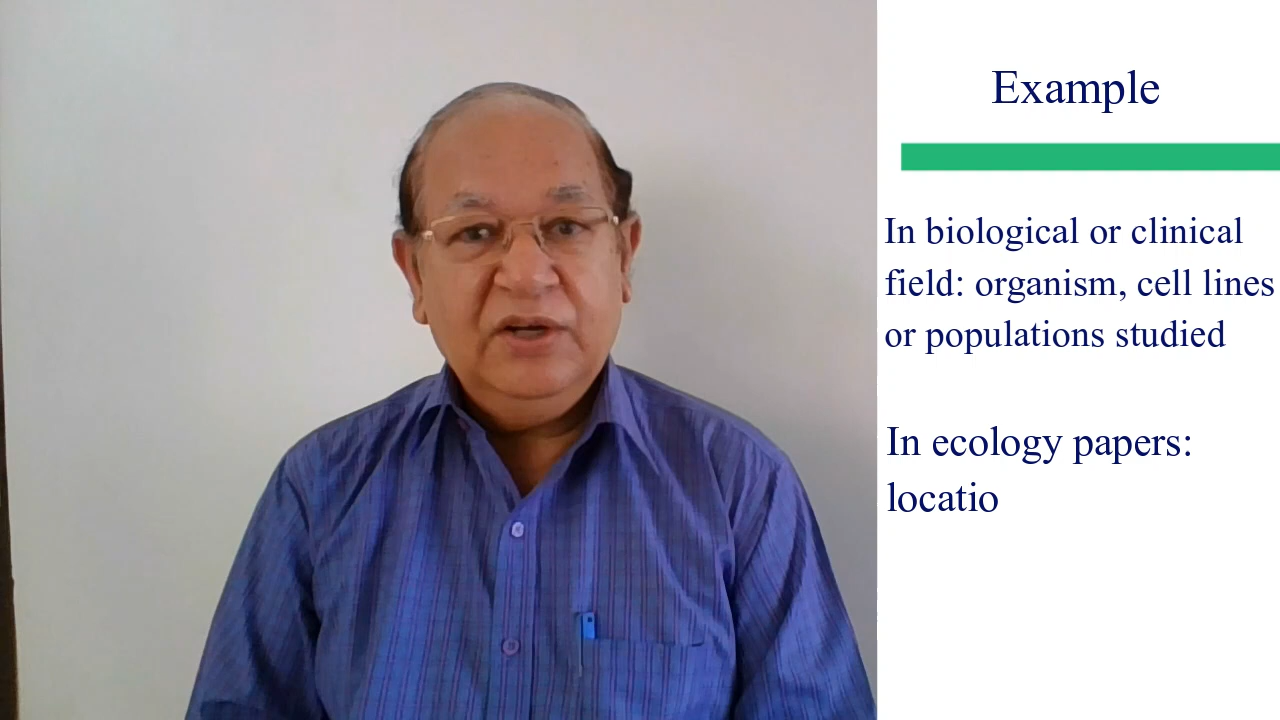 Example
In biological or clinical
field: organism, cell lines
or populations studied
In ecology papers:
locatio